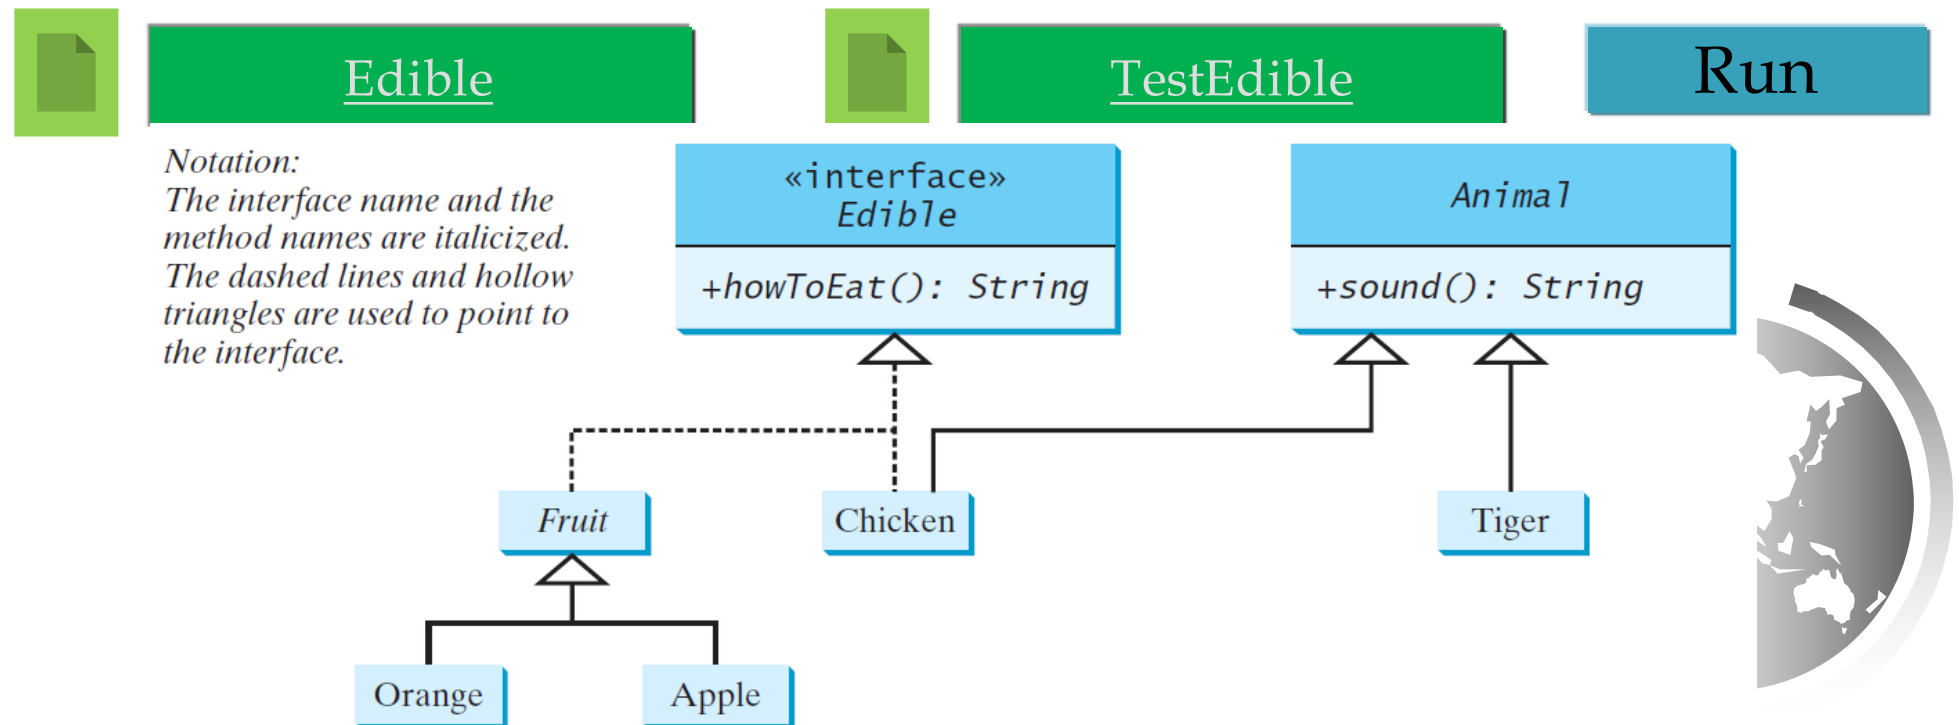 Edible
TestEdible
Run
Notation:
The interface name and the
method names are italicized.
The dashed lines and hollow
triangles are used to point to
the interface.
«interface»
Edible
+howToEat(): String
Animal
+sound(): String
Fruit
Chicken
Tiger
Orange
Apple